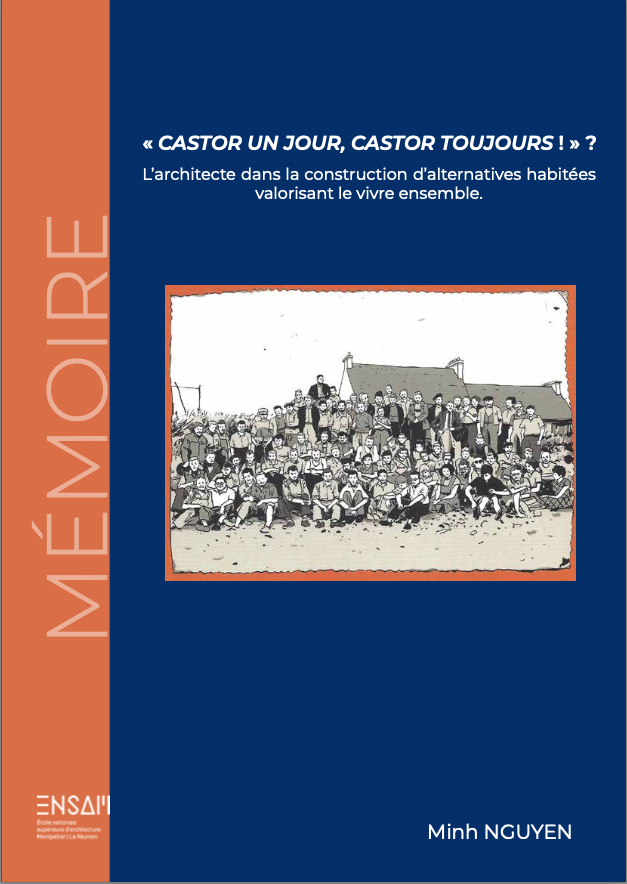 « CASTOR UN JOUR, CASTOR TOUJOURS ! » ?
L'architecte dans la construction d'alternatives habitées
valorisant le vivre ensemble.
MÉMOIRE
ENSAM
École nationale
supérieure d'architecture
Montpellier | La Réunion
Minh NGUYEN